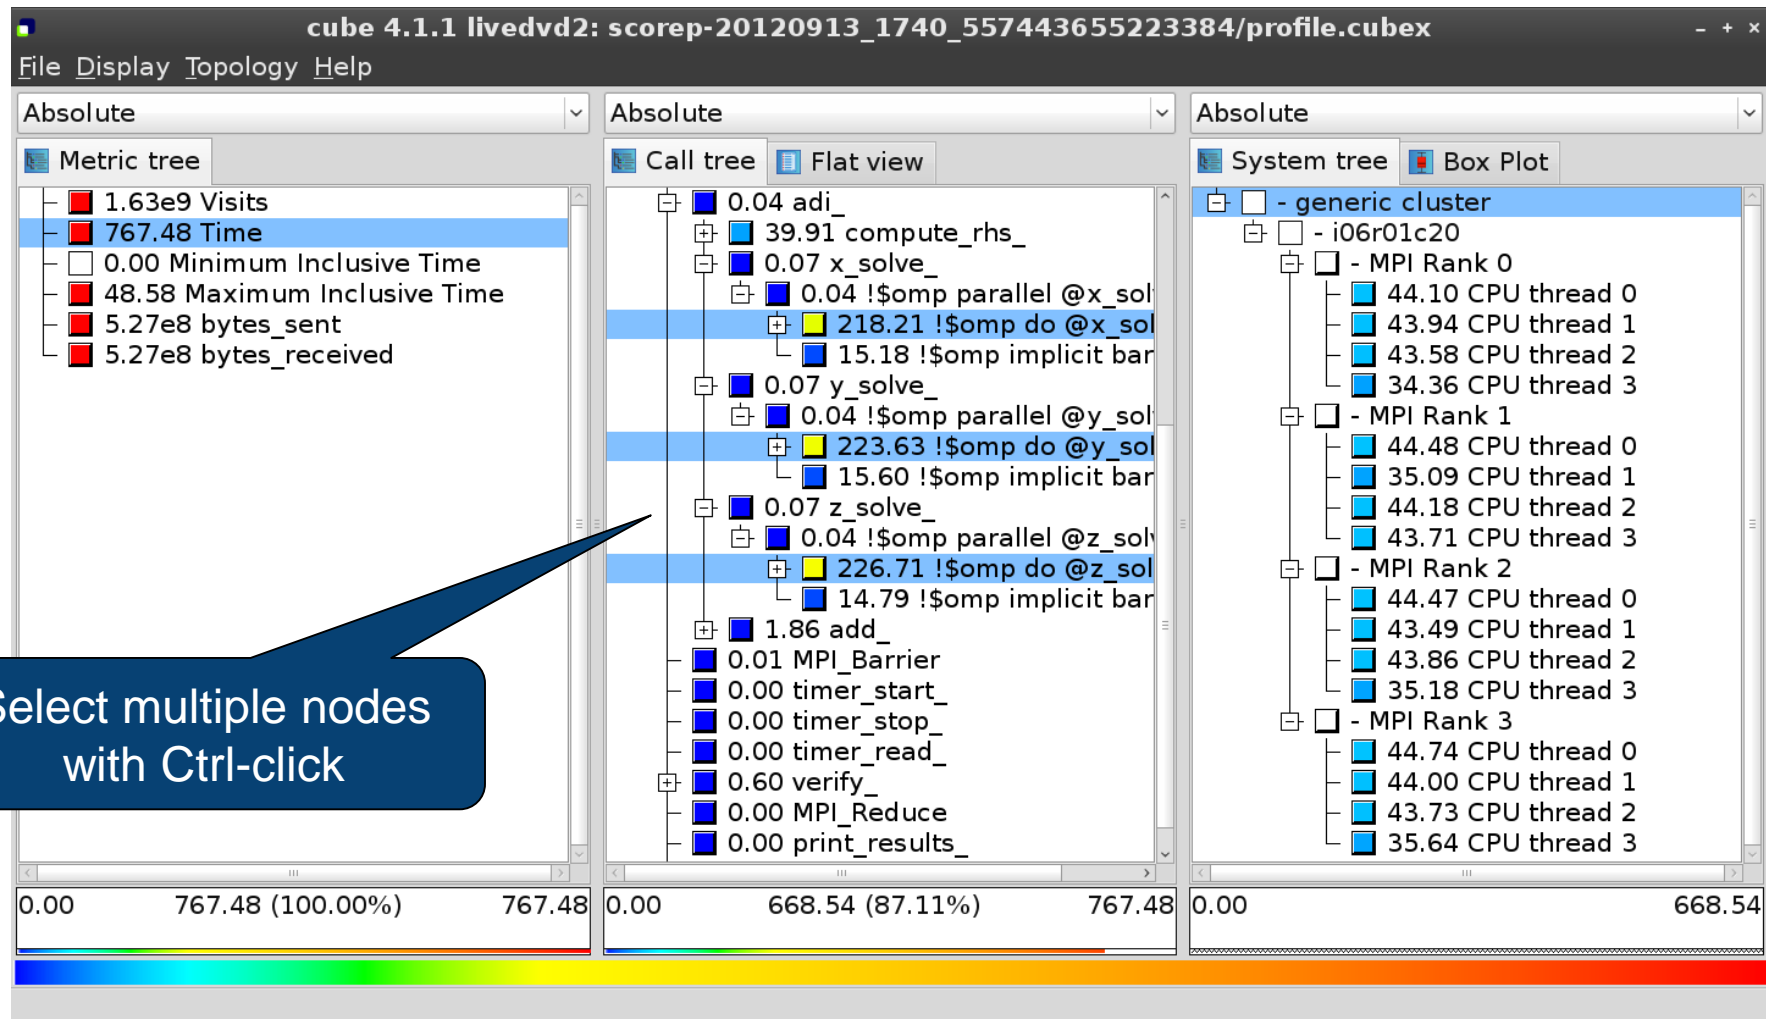 cube 4.1.1 livedvd2: scorep-20120913_1740_557443655223384/profile.cubex
File Display Topology Help
Absolute
Metric tree
1.63e9 Visits
767.48 Time
0.00 Minimum Inclusive Time
48.58 Maximum Inclusive Time
5.27e8 bytes_sent
5.27e8 bytes_received
0.00 767.48 (100.00%) 767.48
Absolute
Call tree Flat view
0.04 adi_
39.91 compute_rhs_
0.07 x_solve_
0.04 !$omp parallel @x_sol
218.21 !$omp do @x_sol
15.18 !$omp implicit bar
0.07 y_solve_
0.04 !$omp parallel @y_sol
223.63 !$omp do @y_sol
15.60 !$omp implicit bar
0.07 z_solve_
0.04 !$omp parallel @z_solv
226.71 !$omp do @z_sol
14.79 !$omp implicit bar
1.86 add_
0.01 MPI_Barrier
0.00 timer_start_
0.00 timer_stop_
0.00 timer_read_
0.60 verify_
0.00 MPI_Reduce
0.00 print_results_
0.00 668.54 (87.11%) 767.48
Absolute
System tree Box Plot
- generic cluster
- i06r01c20
- MPI Rank 0
44.10 CPU thread 0
43.94 CPU thread 1
43.58 CPU thread 2
34.36 CPU thread 3
- MPI Rank 1
44.48 CPU thread 0
35.09 CPU thread 1
44.18 CPU thread 2
43.71 CPU thread 3
- MPI Rank 2
44.47 CPU thread 0
43.49 CPU thread 1
43.86 CPU thread 2
35.18 CPU thread 3
- MPI Rank 3
44.74 CPU thread 0
44.00 CPU thread 1
43.73 CPU thread 2
35.64 CPU thread 3
0.00 668.54
Select multiple nodes
with Ctrl-click